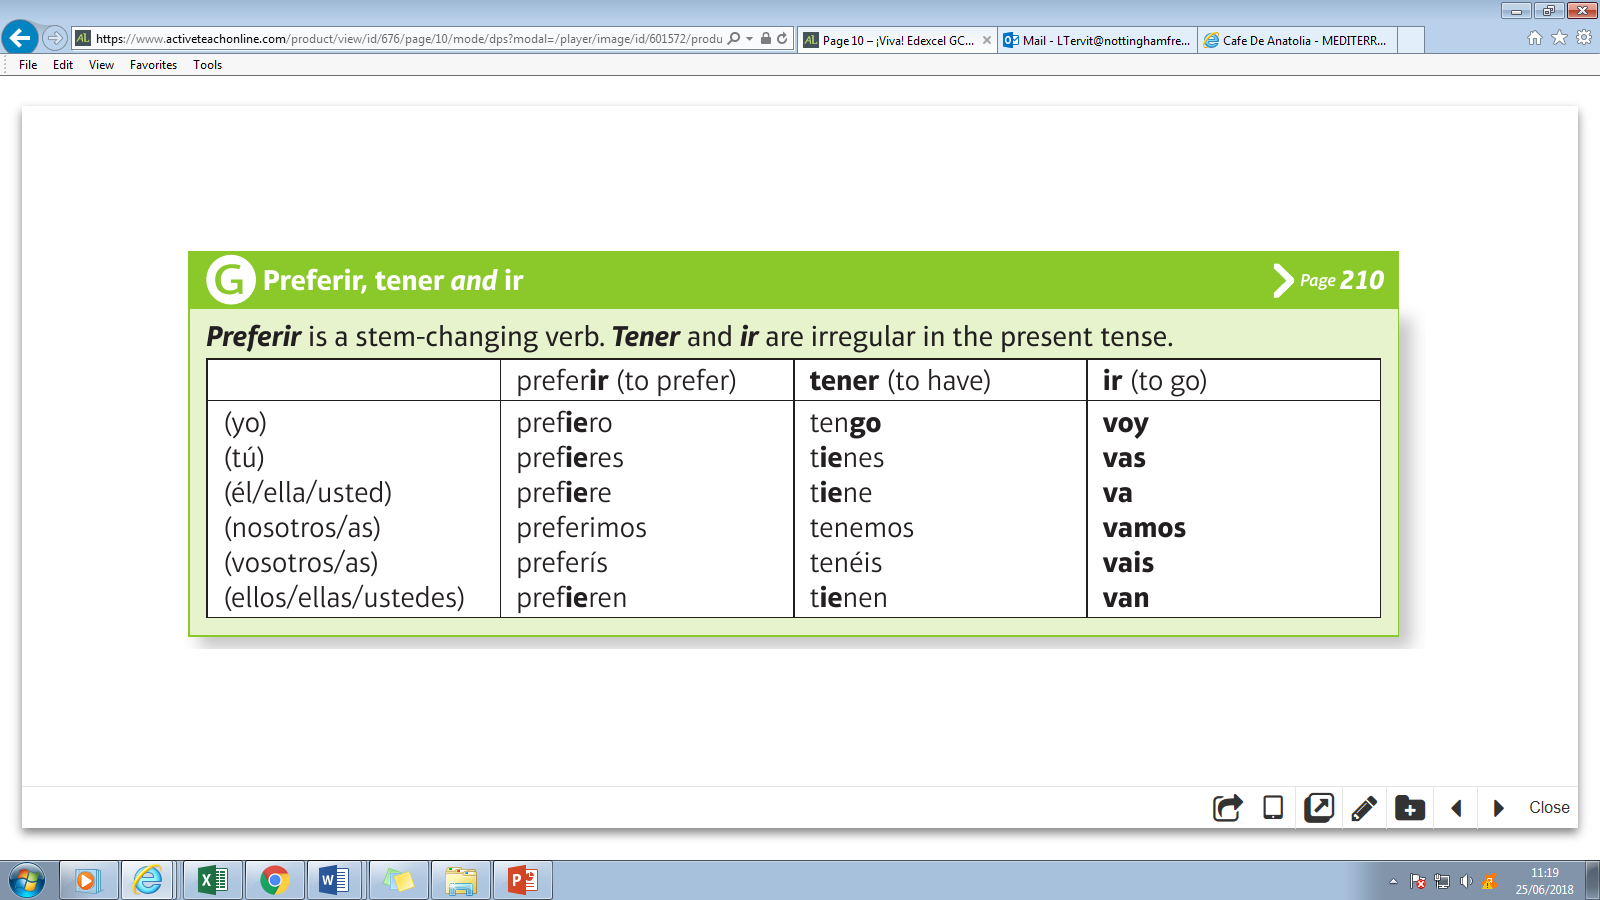 https://www.activeteachonline.com/product/view/id/676/page/10/mode/dps?modal=/player/image/id/601572/produ
AL Page 10 – ¡Viva! Edexcel GC...
Mail - LTervit@nottinghamfre...
Cafe De Anatolia - MEDITERR...
File Edit View Favorites Tools
G Preferir, tener and ir Page 210
Preferir is a stem-changing verb. Tener and ir are irregular in the present tense.
preferir (to prefer) tener (to have) ir (to go)
(yo) prefiero tengo voy
(tú) prefieres tienes vas
(él/ella/usted) prefiere tiene va
(nosotros/as) preferimos tenemos vamos
(vosotros/as) preferís tenéis vais
(ellos/ellas/ustedes) prefieren tienen van
Close
11:19
25/06/2018